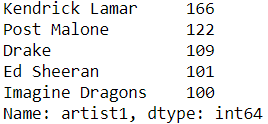 Kendrick Lamar     166
Post Malone        122
Drake              109
Ed Sheeran         101
Imagine Dragons    100
Name: artist1, dtype: int64